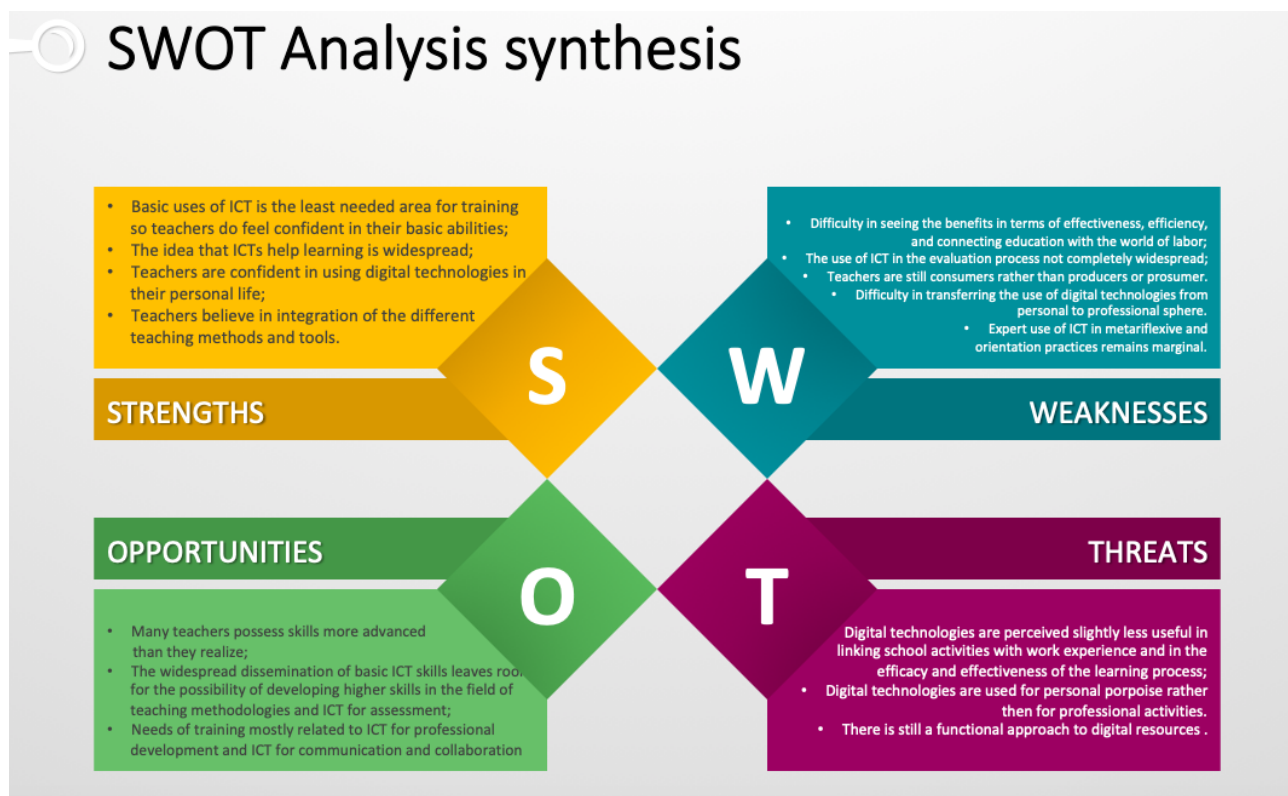 SWOT Analysis synthesis
• Basic uses of ICT is the least needed area for training
so teachers do feel confident in their basic abilities;
• The idea that ICTs help learning is widespread;
• Teachers are confident in using digital technologies in
their personal life;
• Teachers believe in integration of the different
teaching methods and tools.
S
STRENGTHS
• Difficulty in seeing the benefits in terms of effectiveness, efficiency,
and connecting education with the world of labor;
• The use of ICT in the evaluation process not completely widespread;
• Teachers are still consumers rather than producers or prosumer.
• Difficulty in transferring the use of digital technologies from
personal to professional sphere.
• Expert use of ICT in metariflexive and
orientation practices remains marginal.
W
WEAKNESSES
OPPORTUNITIES
O
• Many teachers possess skills more advanced
than they realize;
• The widespread dissemination of basic ICT skills leaves
for the possibility of developing higher skills in the field of
teaching methodologies and ICT for assessment;
• Needs of training mostly related to ICT for professional
development and ICT for communication and collaboration
THREATS
T
Digital technologies are perceived slightly less useful in
linking school activities with work experience and in the
efficacy and effectiveness of the learning process;
• Digital technologies are used for personal porpoise rather
then for professional activities.
• There is still a functional approach to digital resources .